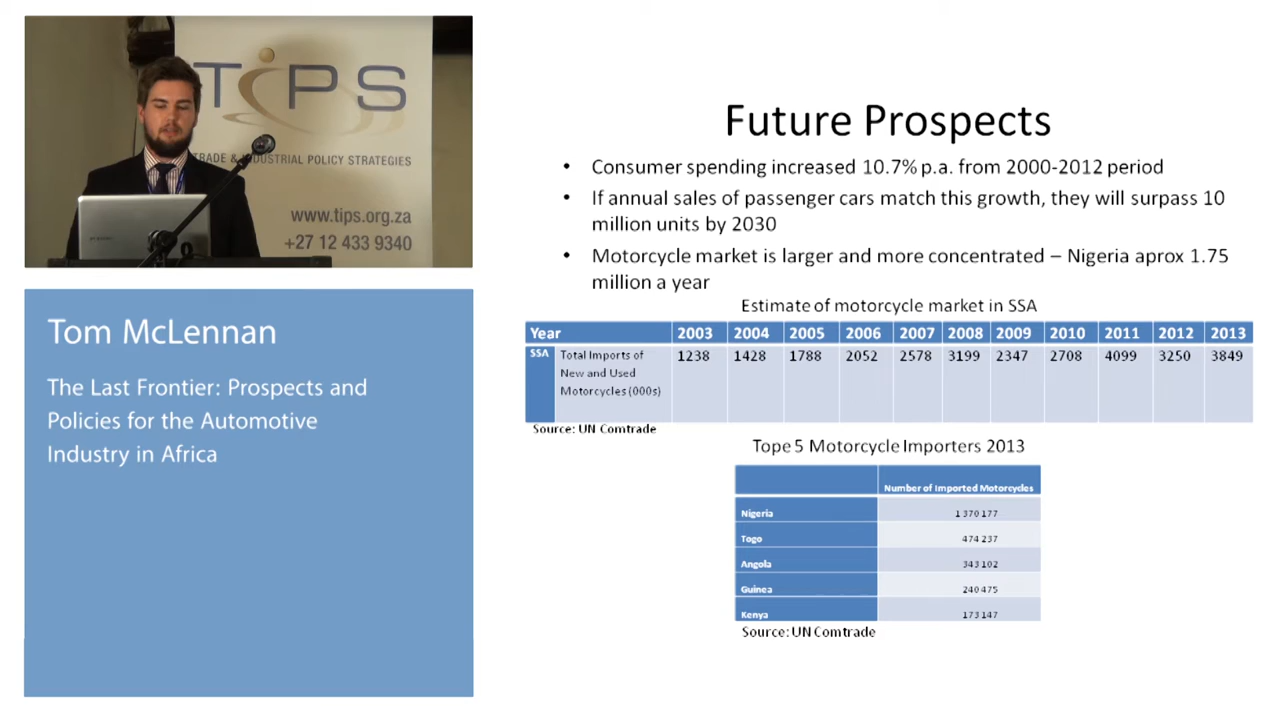 TiPS
TRADE & INDUSTRIAL POLICY STRATEGIES
www.tips.org.za
+27 12 433 9340
Tom McLennan
The Last Frontier: Prospects and
Policies for the Automotive
Industry in Africa
Future Prospects
• Consumer spending increased 10.7% p.a. from 2000-2012 period
• If annual sales of passenger cars match this growth, they will surpass 10
million units by 2030
• Motorcycle market is larger and more concentrated – Nigeria aprox 1.75
million a year
Estimate of motorcycle market in SSA
Year 2003 2004 2005 2006 2007 2008 2009 2010 2011 2012 2013
SSA Total Imports of 1238 1428 1788 2052 2578 3199 2347 2708 4099 3250 3849
New and Used
Motorcycles (000s)
Source: UN Comtrade
Tope 5 Motorcycle Importers 2013
Number of Imported Motorcycles
Nigeria 1 370 177
Togo 474 237
Angola 343 102
Guinea 240 475
Kenya 173 147
Source: UN Comtrade